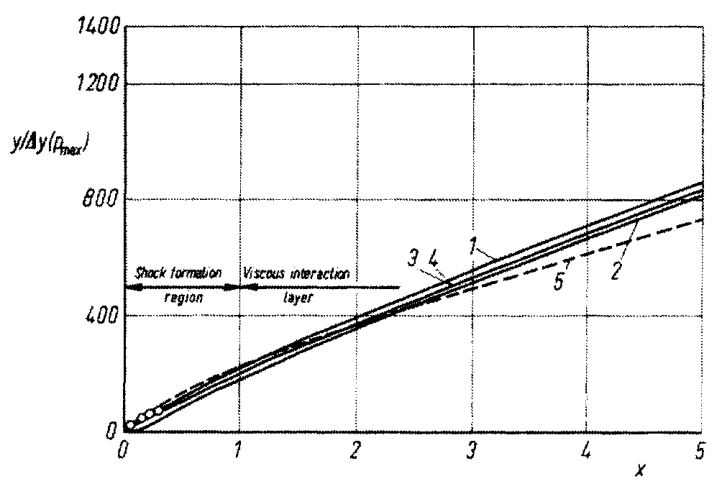 1400
1200
y/Δy(pmax)
800
3 4 1
2
5
Shock formation
region
Viscous interaction
layer
400
0
0 1 2 3 4 5
x